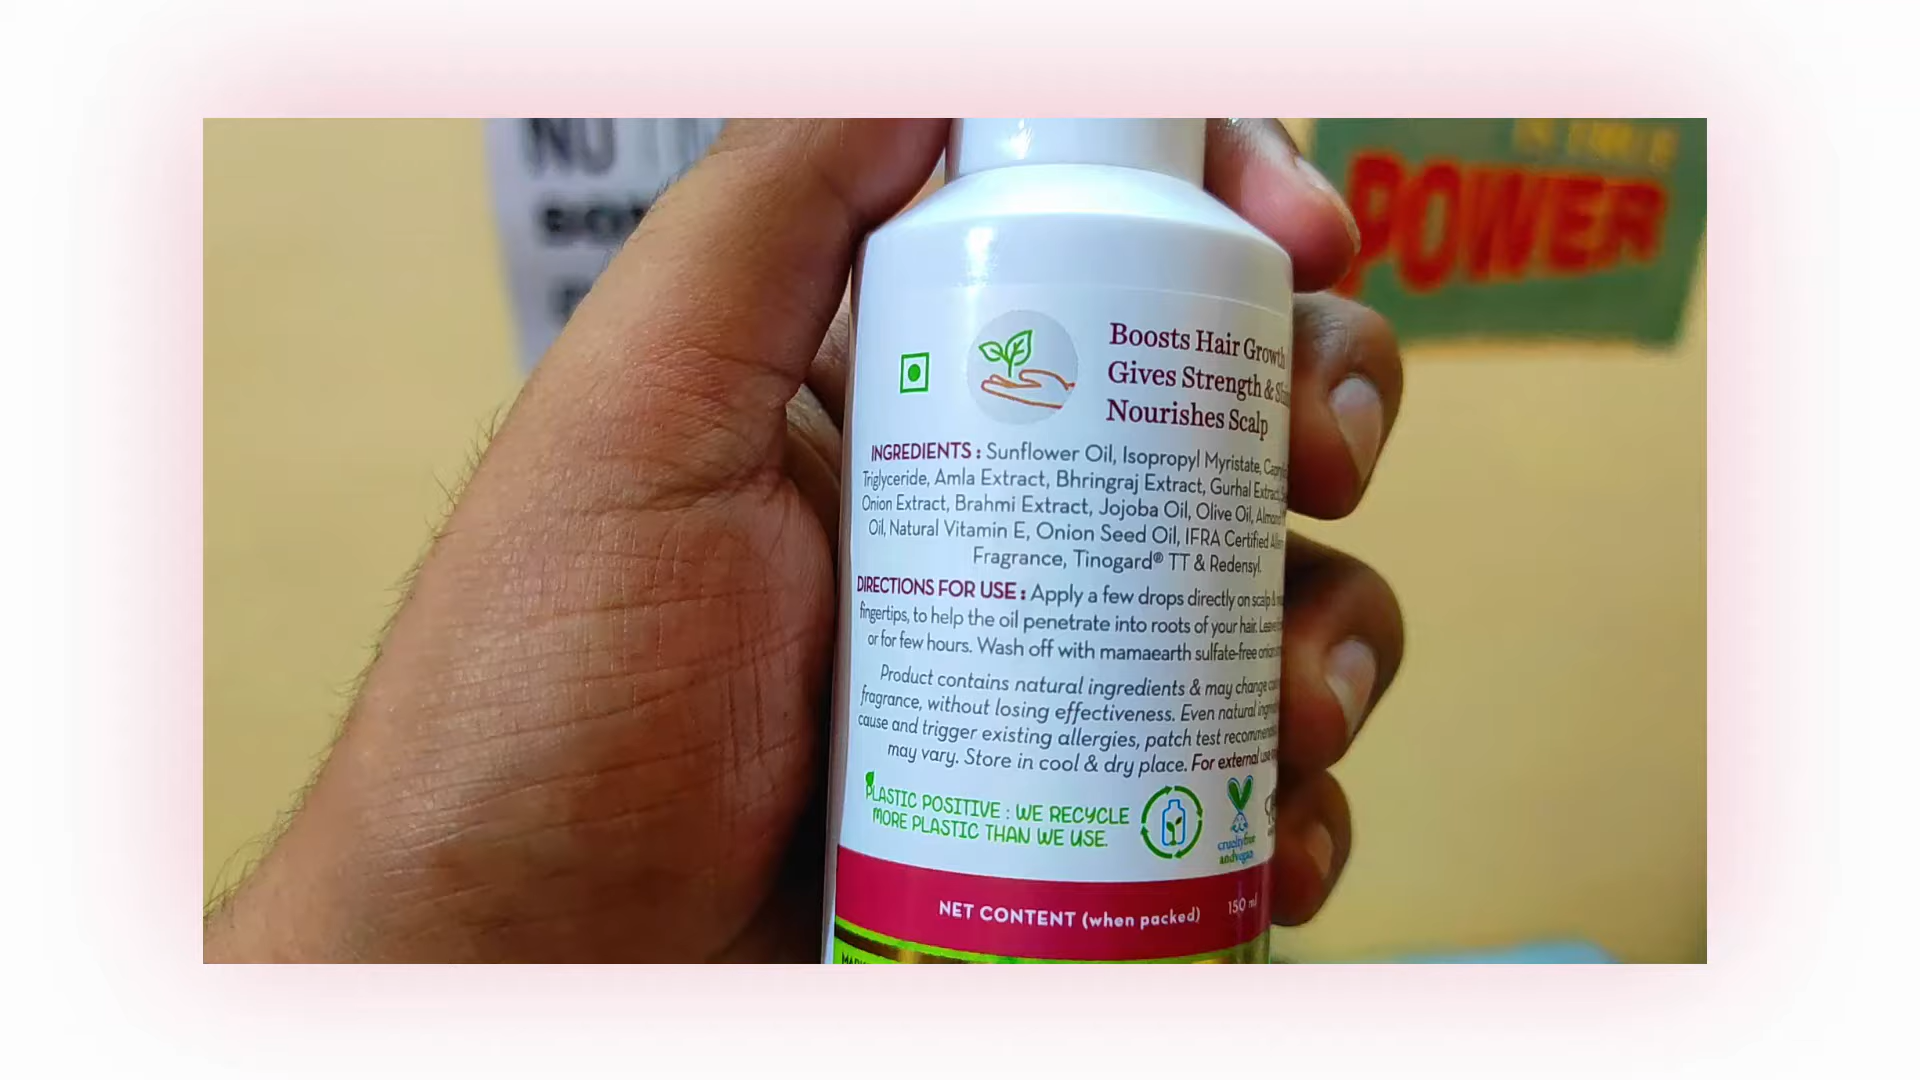 NU
POWER
Boosts Hair Growth
Gives Strength &
Nourishes Scalp
INGREDIENTS : Sunflower Oil, Isopropyl Myristate,
Triglyceride, Amla Extract, Bhringraj Extract, Gurhal Extract,
Onion Extract, Brahmi Extract, Jojoba Oil, Olive Oil, Almond
Oil, Natural Vitamin E, Onion Seed Oil, IFRA Certified
Fragrance, Tinogard® TT & Redensyl.
DIRECTIONS FOR USE : Apply a few drops directly on scalp &
fingertips, to help the oil penetrate into roots of your hair. Leave
or for few hours. Wash off with mamaearth sulfate-free onion
Product contains natural ingredients & may change
fragrance, without losing effectiveness. Even natural
cause and trigger existing allergies, patch test
may vary. Store in cool & dry place. For external use
PLASTIC POSITIVE : WE RECYCLE
MORE PLASTIC THAN WE USE.
crueltyfree
andvegan
NET CONTENT (when packed) 150 ml